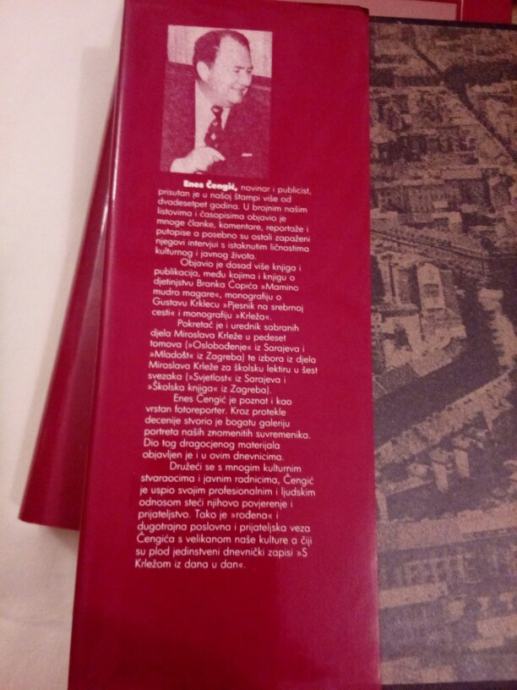 Enes Čengić, novinar i publicist,
prisutan je u našoj štampi više od
dvadesetpet godina. U brojnim našim
listovima i časopisima objavio je
mnoge članke, komentare, reportaže i
putopise a posebno su ostali zapaženi
njegovi intervjui s istaknutim ličnostima
kulturnog i javnog života.
Objavio je dosad više knjiga i
publikacija, među kojima i knjigu o
djetinjstvu Branka Ćopića »Mamino
mudro magare«, monografiju o
Gustavu Krklecu »Pjesnik na srebrnoj
cesti« i monografiju »Krleža«.
Pokretač je i urednik sabranih
djela Miroslava Krleže u pedeset
tomova (»Oslobođenje« iz Sarajeva i
»Mladost« iz Zagreba) te izbora iz djela
Miroslava Krleže za školsku lektiru u šest
svezaka (»Svjetlost« iz Sarajeva i
»Školska knjiga« iz Zagreba).
Enes Čengić je poznat i kao
vrstan fotoreporter. Kroz protekle
decenije stvorio je bogatu galeriju
portreta naših znamenitih suvremenika.
Dio tog dragocjenog materijala
objavljen je i u ovim dnevnicima.
Družeći se s mnogim kulturnim
stvaraocima i javnim radnicima, Čengić
je uspio svojim profesionalnim i ljudskim
odnosom steći njihovo povjerenje i
prijateljstvo. Tako je »rođena« i
dugotrajna poslovna i prijateljska veza
Čengića s velikanom naše kulture a čiji
su plod jedinstveni dnevnički zapisi »S
Krležom iz dana u dan«.